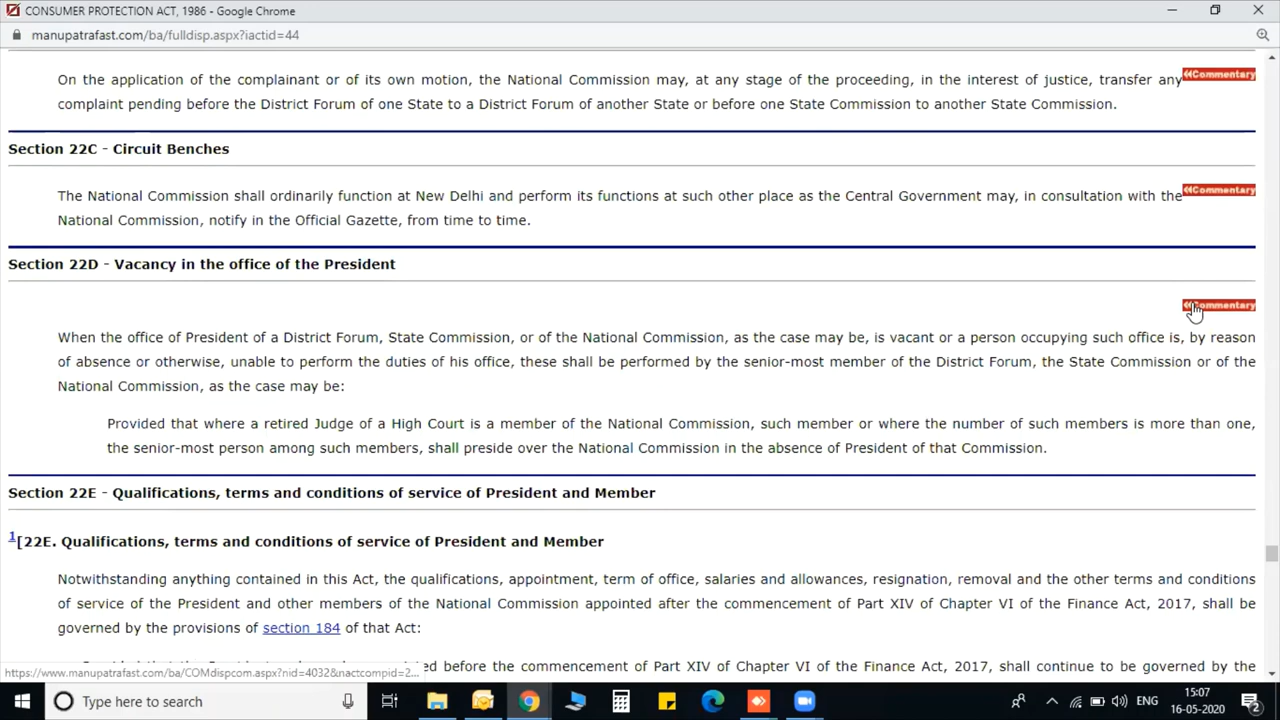 CONSUMER PROTECTION ACT, 1986 - Google Chrome
manupatrafast.com/ba/fulldisp.aspx?iactid=44
On the application of the complainant or of its own motion, the National Commission may, at any stage of the proceeding, in the interest of justice, transfer any
Commentary
complaint pending before the District Forum of one State to a District Forum of another State or before one State Commission to another State Commission.
Section 22C - Circuit Benches
The National Commission shall ordinarily function at New Delhi and perform its functions at such other place as the Central Government may, in consultation with the
Commentary
National Commission, notify in the Official Gazette, from time to time.
Section 22D - Vacancy in the office of the President
Commentary
When the office of President of a District Forum, State Commission, or of the National Commission, as the case may be, is vacant or a person occupying such office is, by reason
of absence or otherwise, unable to perform the duties of his office, these shall be performed by the senior-most member of the District Forum, the State Commission or of the
National Commission, as the case may be:
Provided that where a retired Judge of a High Court is a member of the National Commission, such member or where the number of such members is more than one,
the senior-most person among such members, shall preside over the National Commission in the absence of President of that Commission.
Section 22E - Qualifications, terms and conditions of service of President and Member
1[22E. Qualifications, terms and conditions of service of President and Member
Notwithstanding anything contained in this Act, the qualifications, appointment, term of office, salaries and allowances, resignation, removal and the other terms and conditions
of service of the President and other members of the National Commission appointed after the commencement of Part XIV of Chapter VI of the Finance Act, 2017, shall be
governed by the provisions of section 184 of that Act:
before the commencement of Part XIV of Chapter VI of the Finance Act, 2017, shall continue to be governed by the
https://www.manupatrafast.com/ba/COMdispcom.aspx?nid=4032&nactcompid=2...
Type here to search
ENG
15:07
16-05-2020
2